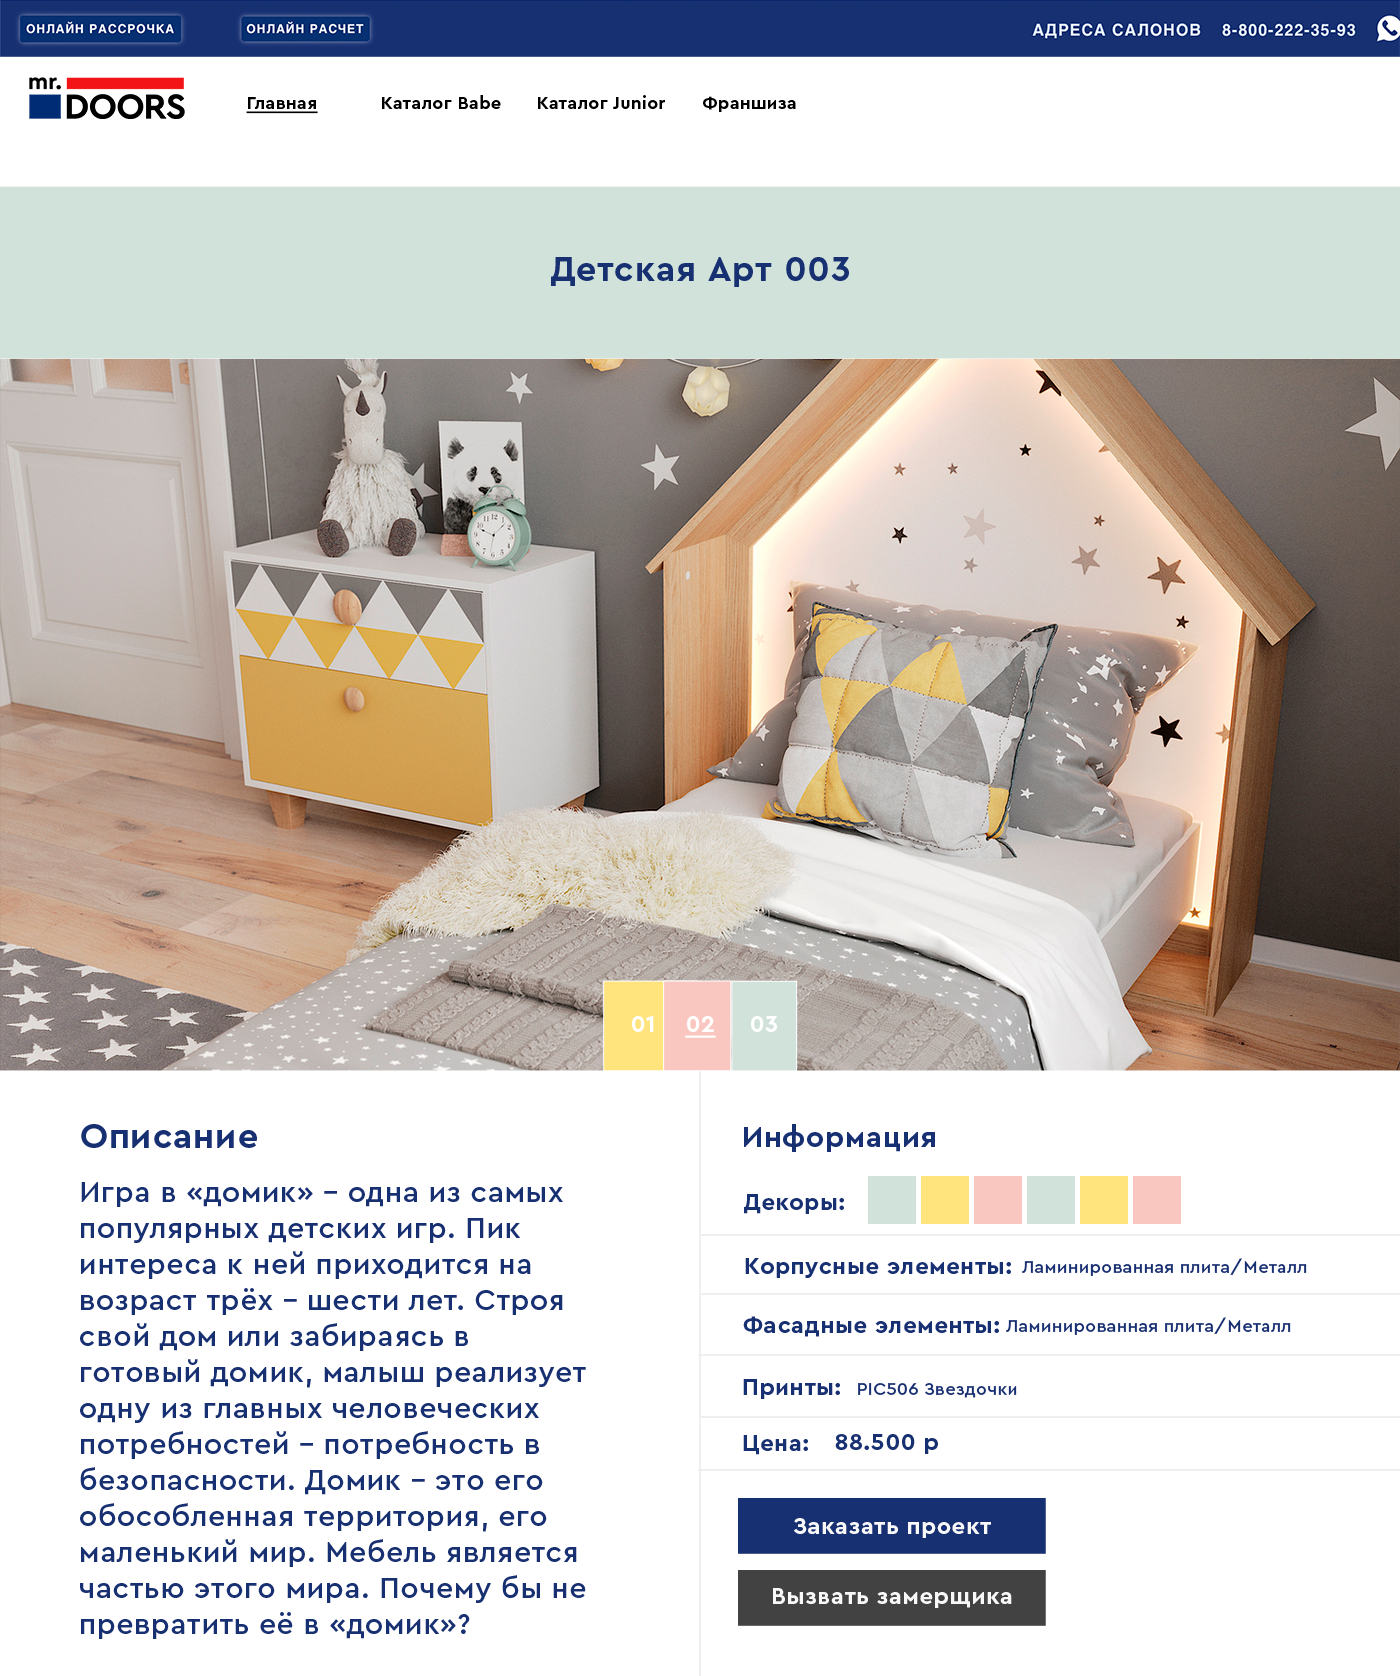 ОНЛАЙН РАССРОЧКА
ОНЛАЙН РАСЧЕТ
АДРЕСА САЛОНОВ
8-800-222-35-93
mr.
DOORS
Главная
Каталог Babe
Каталог Junior
Франшиза
Детская Арт 003
01
02
03
Описание
Игра в «домик» – одна из самых
популярных детских игр. Пик
интереса к ней приходится на
возраст трёх – шести лет. Строя
свой дом или забираясь в
готовый домик, малыш реализует
одну из главных человеческих
потребностей – потребность в
безопасности. Домик – это его
обособленная территория, его
маленький мир. Мебель является
частью этого мира. Почему бы не
превратить её в «домик»?
Информация
Декоры:
Корпусные элементы: Ламинированная плита/Металл
Фасадные элементы: Ламинированная плита/Металл
Принты: PIC506 Звездочки
Цена: 88.500 р
Заказать проект
Вызвать замерщика